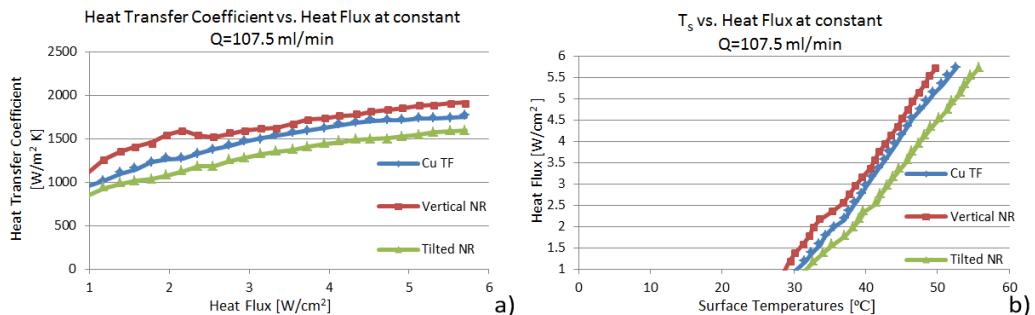 Heat Transfer Coefficient vs. Heat Flux at constant
Q=107.5 ml/min
Heat Transfer Coefficient
[W/m² K]
2500
2000
1500
1000
500
0
1
2
3
4
5
6
Heat Flux [W/cm²]
Cu TF
Vertical NR
Tilted NR
a)
Tₛ vs. Heat Flux at constant
Q=107.5 ml/min
Heat Flux [W/cm²]
6
5.5
5
4.5
4
3.5
3
2.5
2
1.5
1
0
10
20
30
40
50
60
Surface Temperatures [⁰C]
Cu TF
Vertical NR
Tilted NR
b)